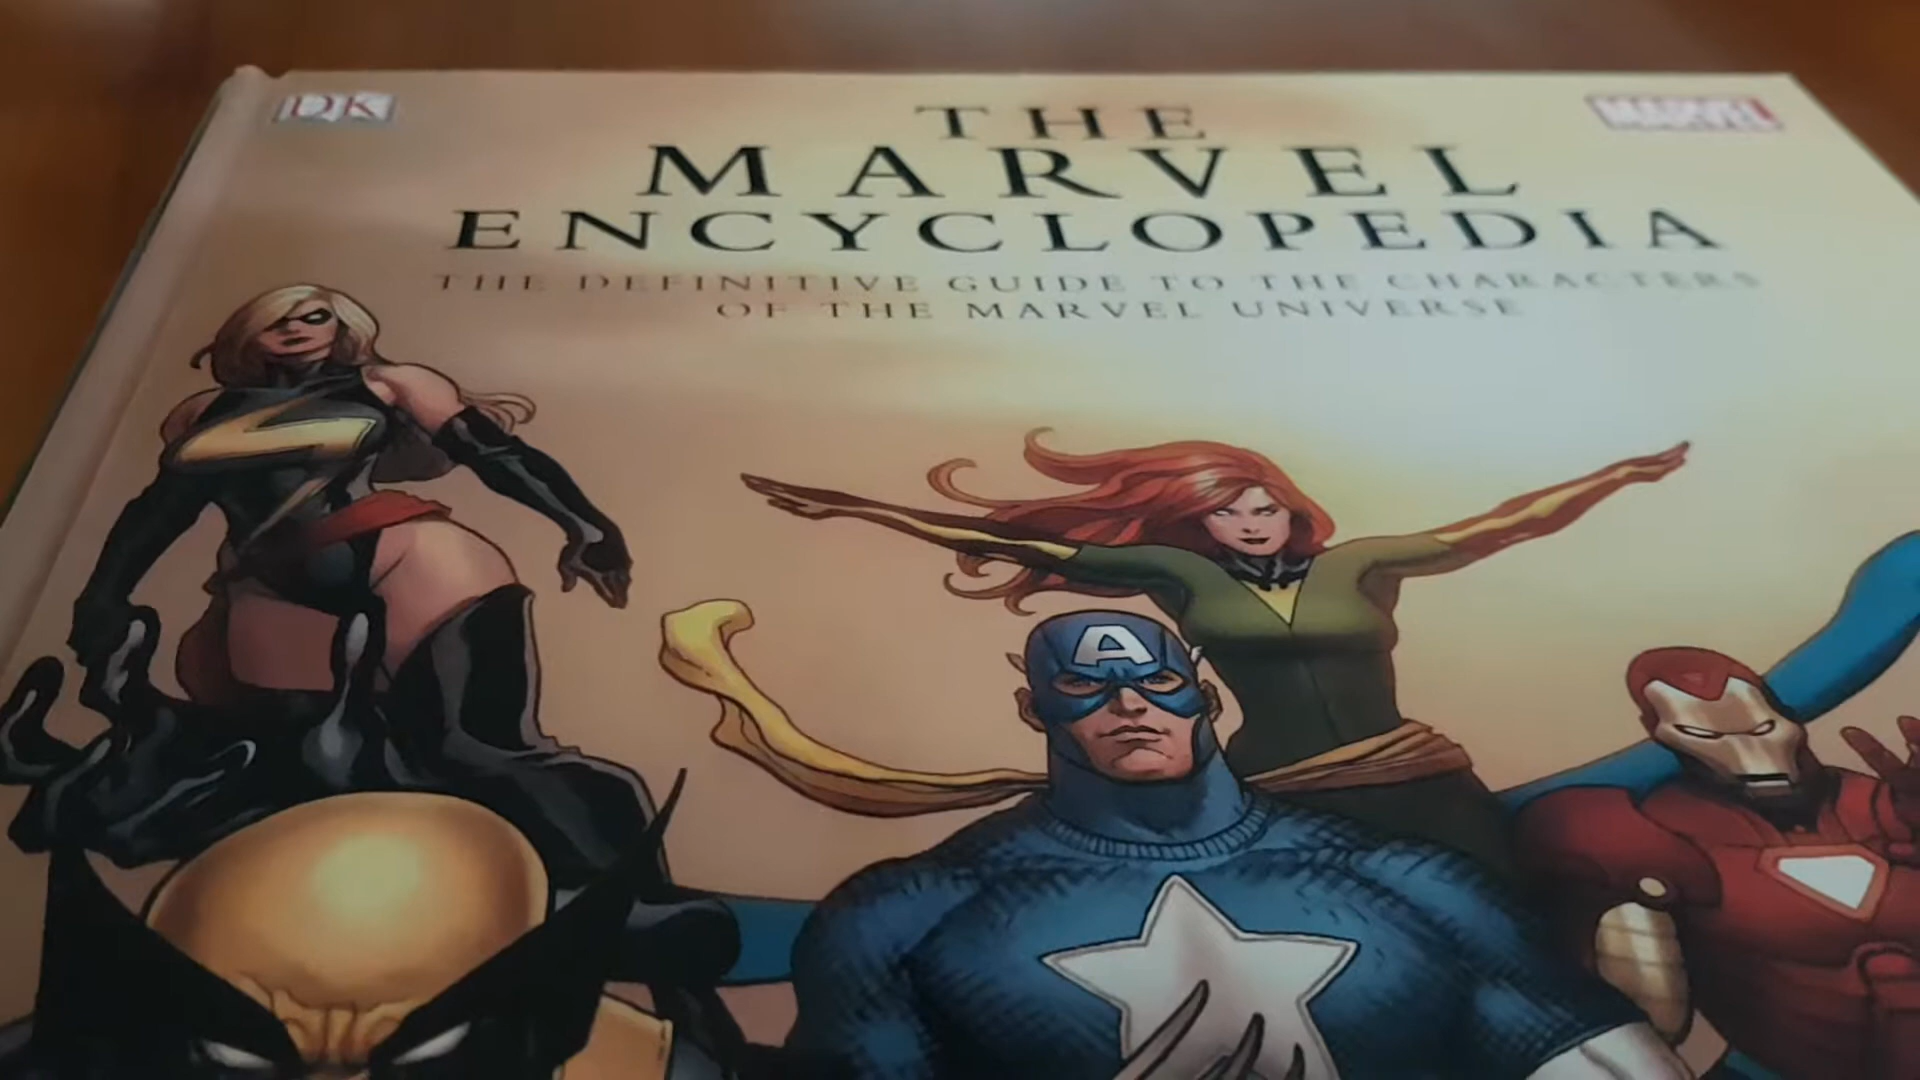 DK
MARVEL
THE
MARVEL
ENCYCLOPEDIA
THE DEFINITIVE GUIDE TO THE CHARACTERS
OF THE MARVEL UNIVERSE
A